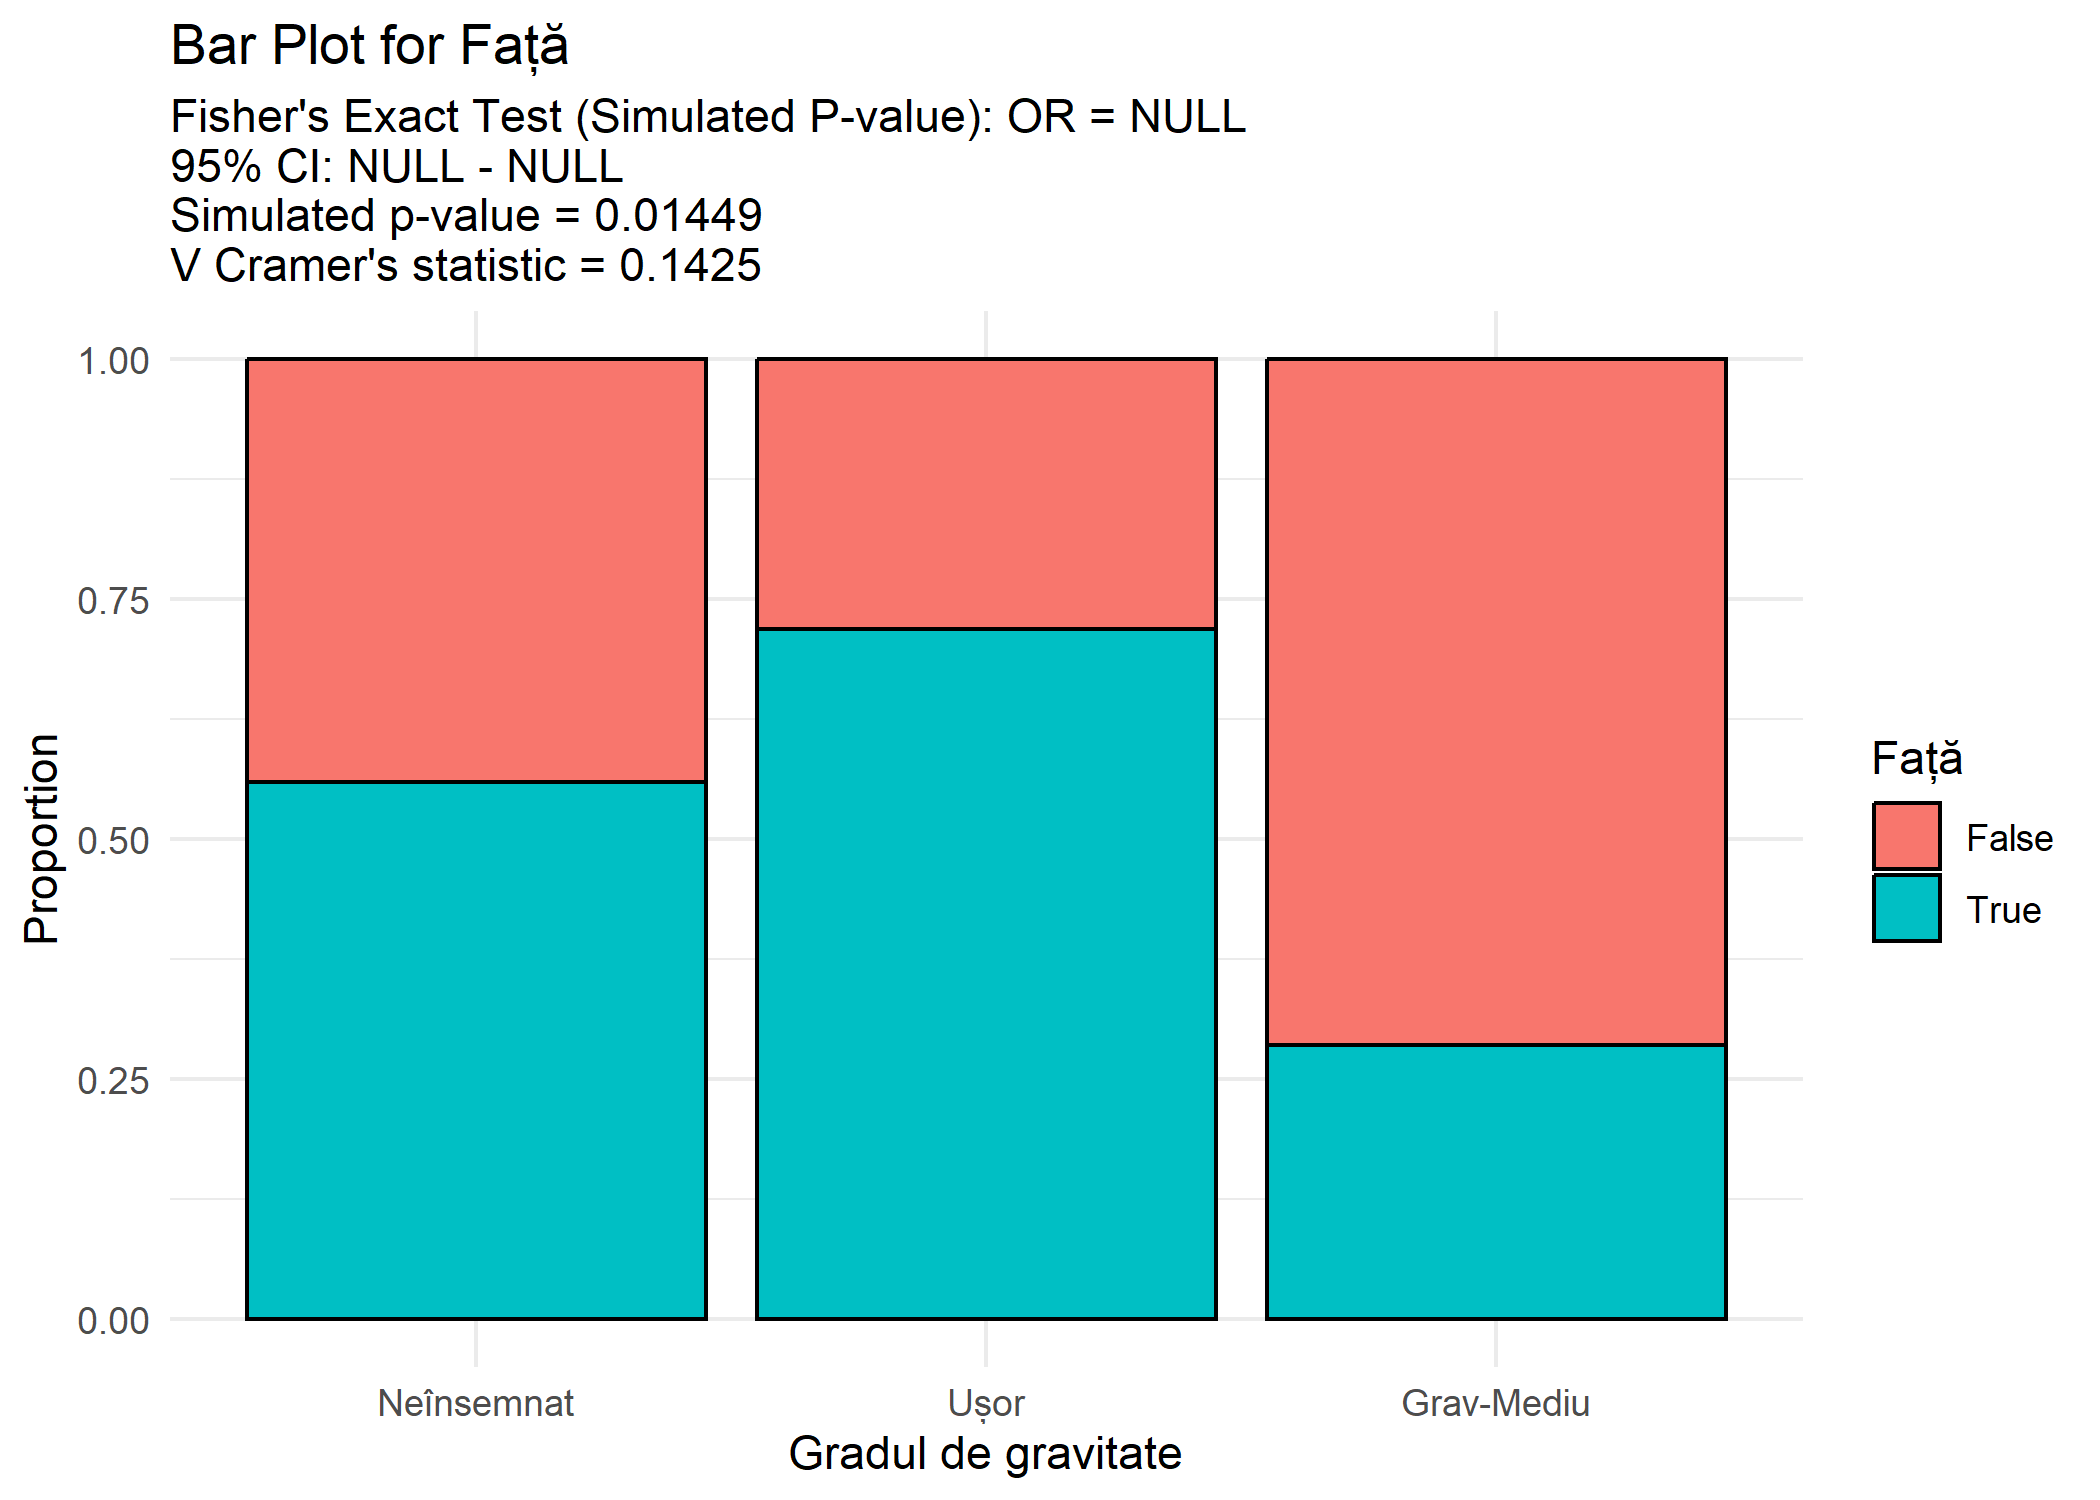 Bar Plot for Față
Fisher's Exact Test (Simulated P-value): OR = NULL
95% CI: NULL - NULL
Simulated p-value = 0.01449
V Cramer's statistic = 0.1425
1.00
0.75
0.50
0.25
0.00
Proportion
Neînsemnat
Ușor
Grav-Mediu
Gradul de gravitate
Față
False
True